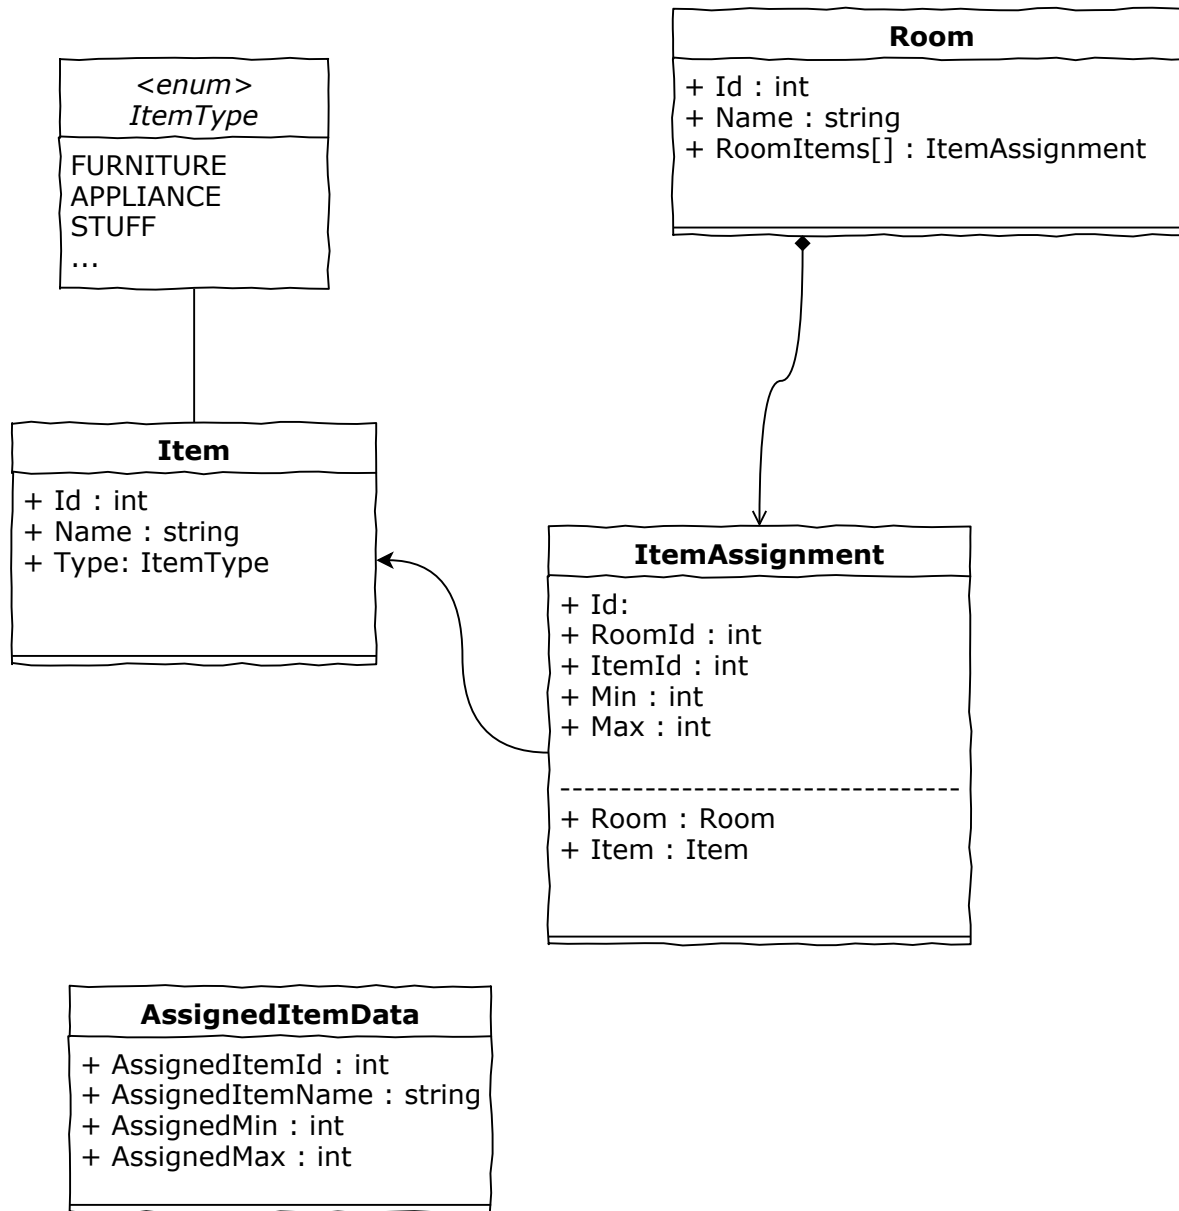 Room
+ Id : int
+ Name : string
+ RoomItems[] : ItemAssignment
<enum>
ItemType
FURNITURE
APPLIANCE
STUFF
...
Item
+ Id : int
+ Name : string
+ Type: ItemType
ItemAssignment
+ Id:
+ RoomId : int
+ ItemId : int
+ Min : int
+ Max : int
---------------------------------
+ Room : Room
+ Item : Item
AssignedItemData
+ AssignedItemId : int
+ AssignedItemName : string
+ AssignedMin : int
+ AssignedMax : int